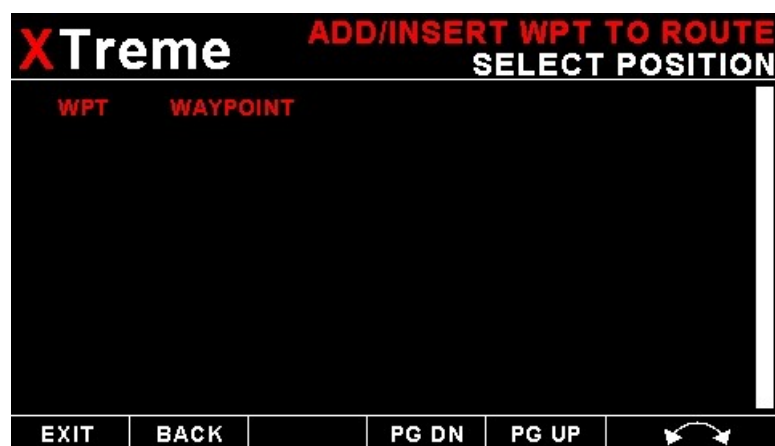 XTreme
ADD/INSERT WPT TO ROUTE
SELECT POSITION
WPT WAYPOINT
EXIT BACK PG DN PG UP